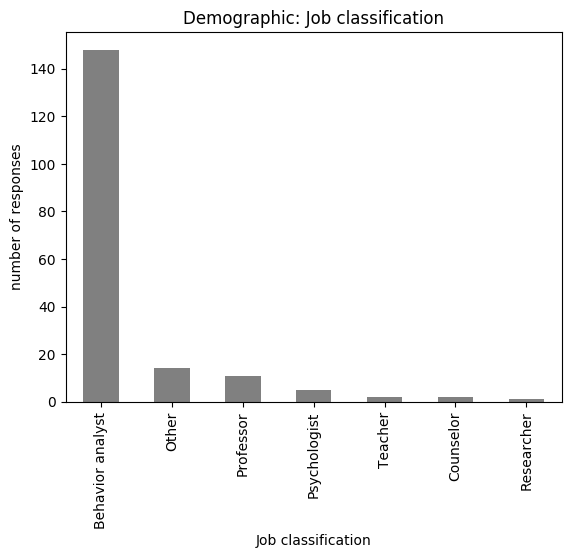 Demographic: Job classification
number of responses
140
120
100
80
60
40
20
0
Behavior analyst
Other
Professor
Psychologist
Teacher
Counselor
Researcher
Job classification